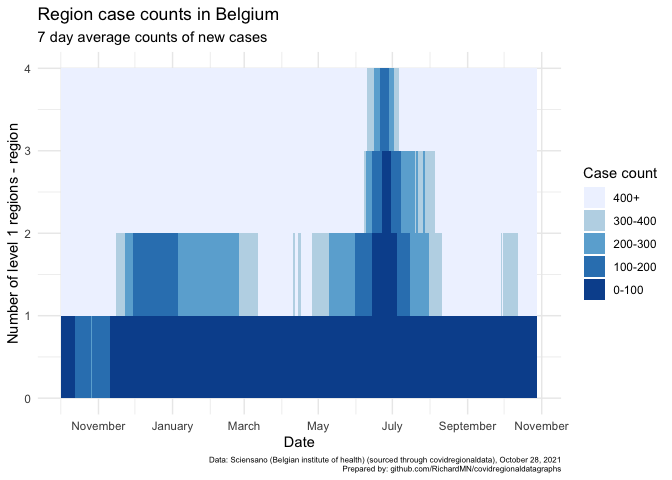 Region case counts in Belgium
7 day average counts of new cases
Number of level 1 regions - region
4
3
2
1
0
November January March May July September November
Date
Case count
400+
300-400
200-300
100-200
0-100
Data: Sciensano (Belgian institute of health) (sourced through covidregionaldata), October 28, 2021
Prepared by: github.com/RichardMN/covidregionaldatagraphs